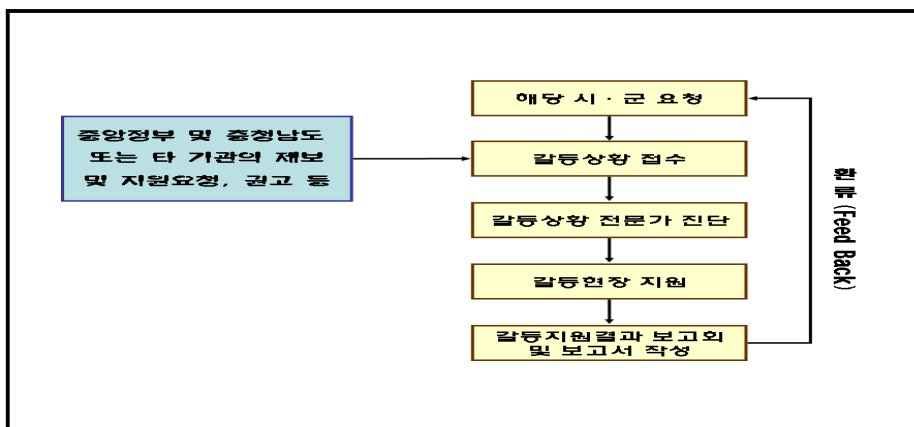 해당 시 · 군 요청
중앙정부 및 충청남도
또는 타 기관의 제보
및 지원요청, 권고 등
갈등상황 접수
갈등상황 전문가 진단
갈등현장 지원
갈등지원결과 보고회
및 보고서 작성
환류 (Feed Back)